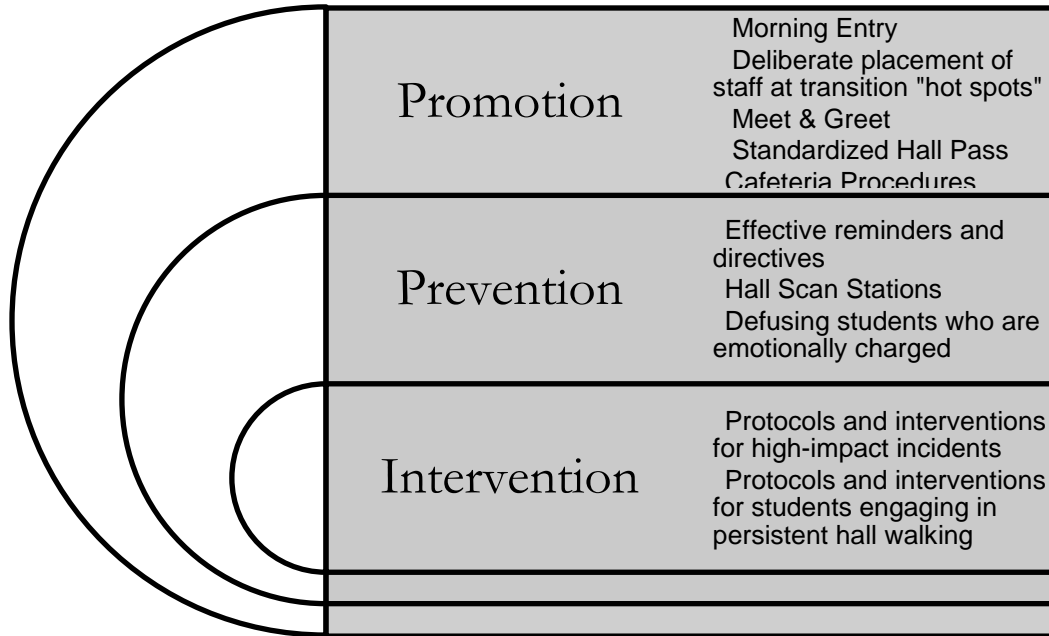 Promotion
Morning Entry
Deliberate placement of
staff at transition "hot spots"
Meet & Greet
Standardized Hall Pass
Cafeteria Procedures
Prevention
Effective reminders and
directives
Hall Scan Stations
Defusing students who are
emotionally charged
Intervention
Protocols and interventions
for high-impact incidents
Protocols and interventions
for students engaging in
persistent hall walking